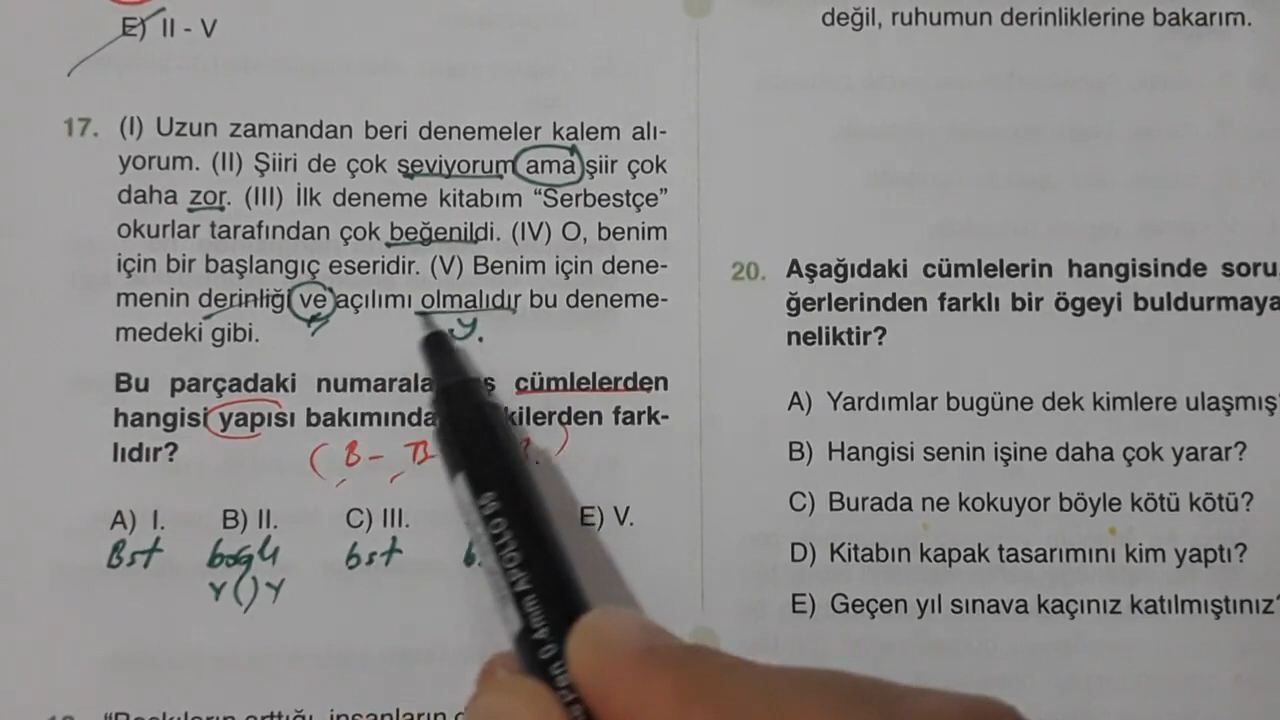 E) II - V
17. (I) Uzun zamandan beri denemeler kalem alı-
yorum. (II) Şiiri de çok seviyorum ama şiir çok
daha zor. (III) İlk deneme kitabım “Serbestçe”
okurlar tarafından çok beğenildi. (IV) O, benim
için bir başlangıç eseridir. (V) Benim için dene-
menin derinliği ve açılımı olmalıdır bu deneme-
medeki gibi.
y.
Bu parçadaki cümlelerden
hangisi yapısı bakımında fark-
lıdır?
( B -
A) I. B) II. C) III. E) V.
Bst bağlı bst
Y ( ) Y
değil, ruhumun derinliklerine bakarım.
20. Aşağıdaki cümlelerin hangisinde soru
ğerlerinden farklı bir ögeyi buldurmaya
neliktir?
A) Yardımlar bugüne dek kimlere ulaşmış
B) Hangisi senin işine daha çok yarar?
C) Burada ne kokuyor böyle kötü kötü?
D) Kitabın kapak tasarımını kim yaptı?
E) Geçen yıl sınava kaçınız katılmıştınız?